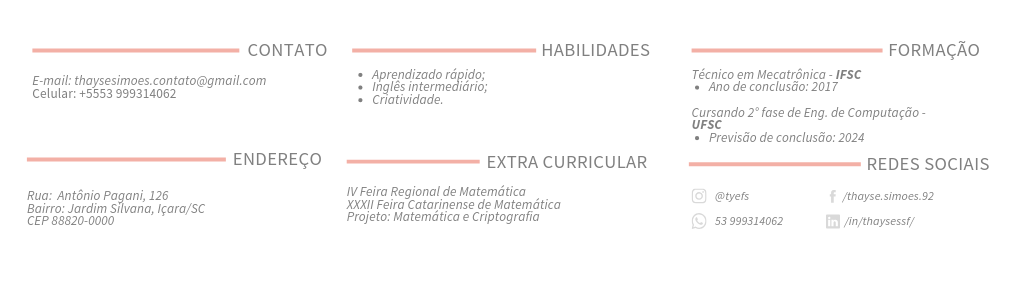 CONTATO
E-mail: thaysesimoes.contato@gmail.com
Celular: +5553 999314062
HABILIDADES
• Aprendizado rápido;
• Inglês intermediário;
• Criatividade.
FORMAÇÃO
Técnico em Mecatrônica - IFSC
• Ano de conclusão: 2017
Cursando 2° fase de Eng. de Computação -
UFSC
• Previsão de conclusão: 2024
ENDEREÇO
Rua: Antônio Pagani, 126
Bairro: Jardim Silvana, Içara/SC
CEP 88820-0000
EXTRA CURRICULAR
IV Feira Regional de Matemática
XXXII Feira Catarinense de Matemática
Projeto: Matemática e Criptografia
REDES SOCIAIS
@tyefs
/thayse.simoes.92
53 999314062
/in/thaysessf/